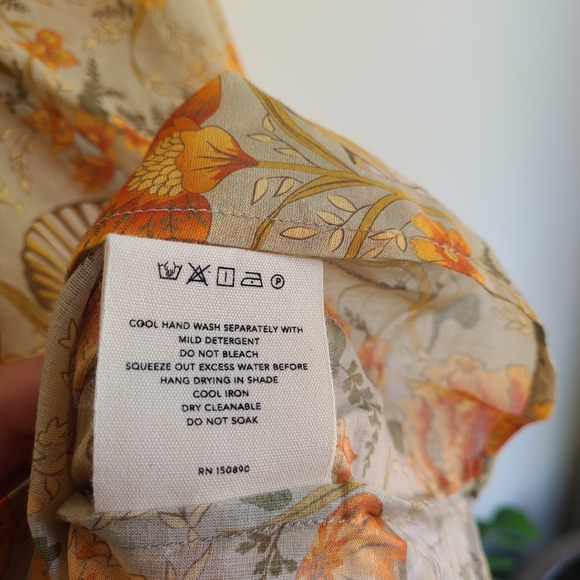 P
COOL HAND WASH SEPARATELY WITH
MILD DETERGENT
DO NOT BLEACH
SQUEEZE OUT EXCESS WATER BEFORE
HANG DRYING IN SHADE
COOL IRON
DRY CLEANABLE
DO NOT SOAK
RN 150890